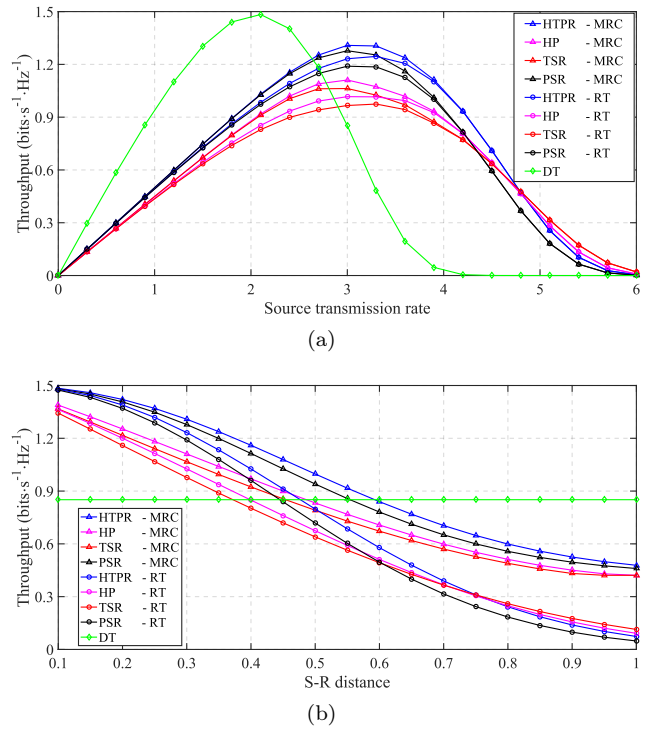 1.5
1.2
0.9
0.6
0.3
0
Throughput (bits·s⁻¹·Hz⁻¹)
HTPR - MRC
HP - MRC
TSR - MRC
PSR - MRC
HTPR - RT
HP - RT
TSR - RT
PSR - RT
DT
0 1 2 3 4 5 6
Source transmission rate
(a)
1.5
1.2
0.9
0.6
0.3
0
Throughput (bits·s⁻¹·Hz⁻¹)
HTPR - MRC
HP - MRC
TSR - MRC
PSR - MRC
HTPR - RT
HP - RT
TSR - RT
PSR - RT
DT
0.1 0.2 0.3 0.4 0.5 0.6 0.7 0.8 0.9 1
S-R distance
(b)